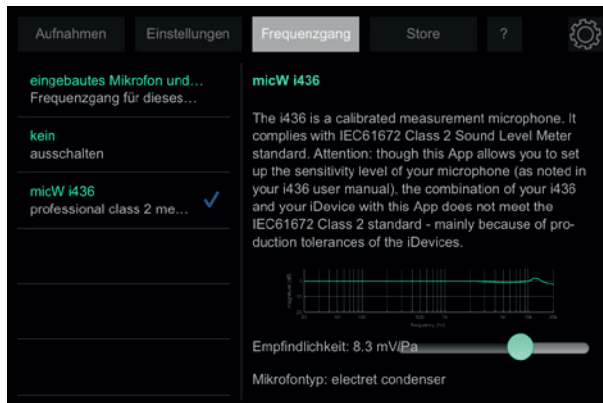 Aufnahmen
Einstellungen
Frequenzgang
Store
?
eingebautes Mikrofon und...
Frequenzgang für dieses...
kein
ausschalten
micW i436
professional class 2 me...
micW i436
The i436 is a calibrated measurement microphone. It
complies with IEC61672 Class 2 Sound Level Meter
standard. Attention: though this App allows you to set
up the sensitivity level of your microphone (as noted in
your i436 user manual), the combination of your i436
and your iDevice with this App does not meet the
IEC61672 Class 2 standard - mainly because of pro-
duction tolerances of the iDevices.
magnitude [dB]
Frequency [Hz]
Empfindlichkeit: 8.3 mV/Pa
Mikrofontyp: electret condenser